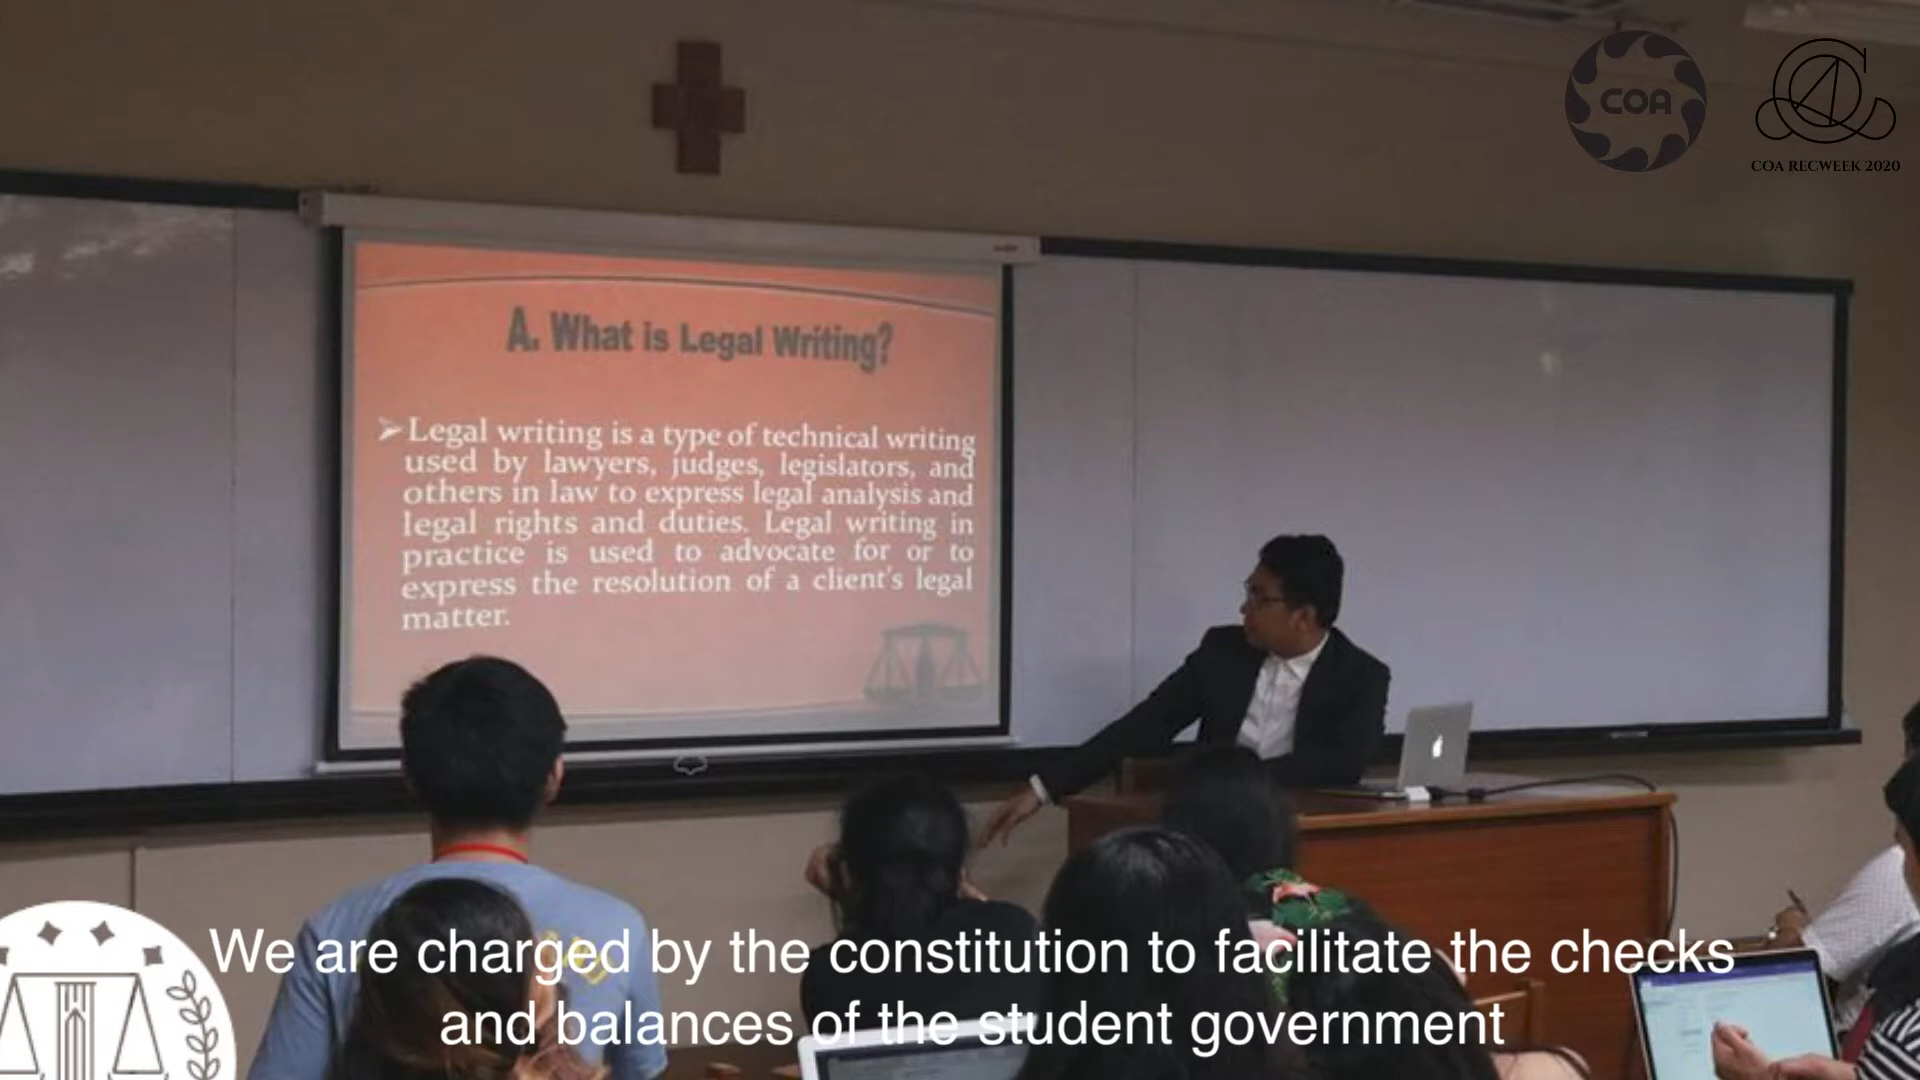 COA
COA RECWEEK 2020
A. What is Legal Writing?
➢ Legal writing is a type of technical writing
used by lawyers, judges, legislators, and
others in law to express legal analysis and
legal rights and duties. Legal writing in
practice is used to advocate for or to
express the resolution of a client's legal
matter.
We are charged by the constitution to facilitate the checks
and balances of the student government